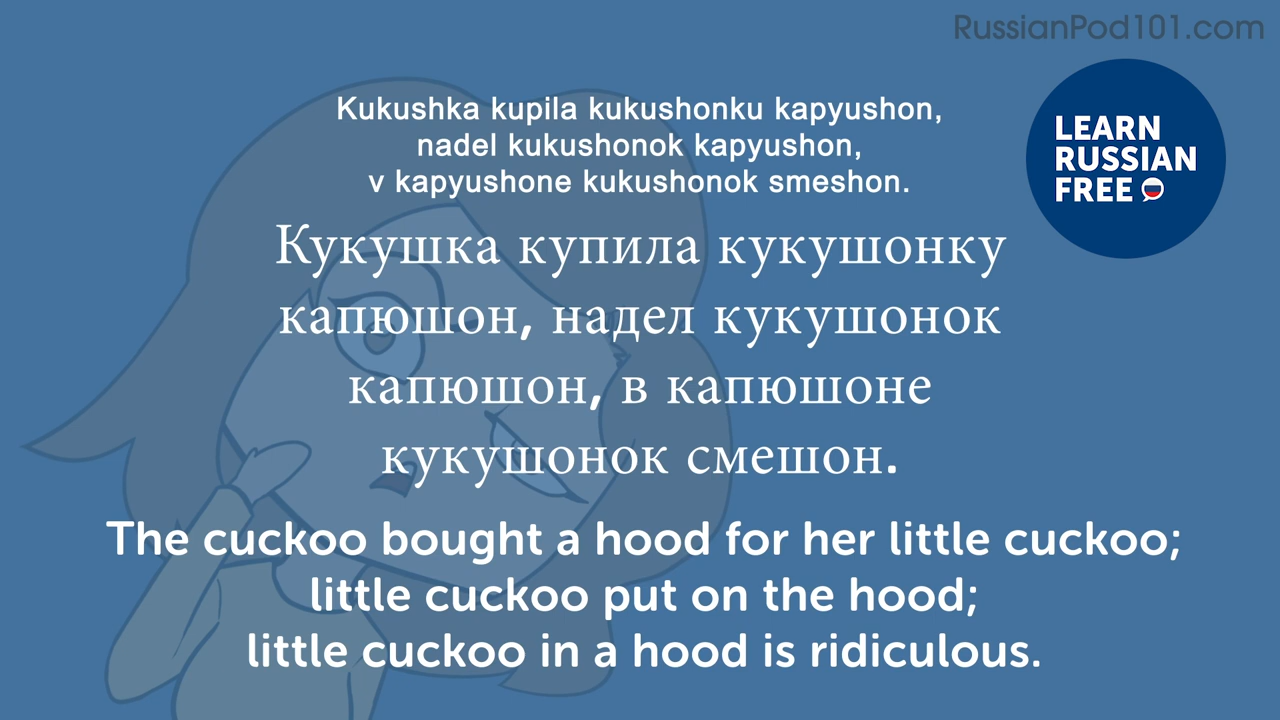 RussianPod101.com
Kukushka kupila kukushonku kapyushon,
nadel kukushonok kapyushon,
v kapyushone kukushonok smeshon.
LEARN
RUSSIAN
FREE
Кукушка купила кукушонку
капюшон, надел кукушонок
капюшон, в капюшоне
кукушонок смешон.
The cuckoo bought a hood for her little cuckoo;
little cuckoo put on the hood;
little cuckoo in a hood is ridiculous.